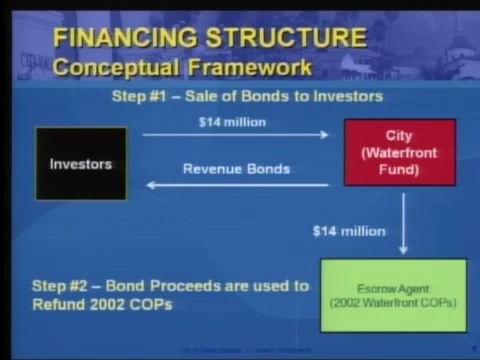 FINANCING STRUCTURE
Conceptual Framework
Step #1 – Sale of Bonds to Investors
$14 million
Investors
Revenue Bonds
City
(Waterfront
Fund)
$14 million
Step #2 – Bond Proceeds are used to
Refund 2002 COPs
Escrow Agent
(2002 Waterfront COPs)